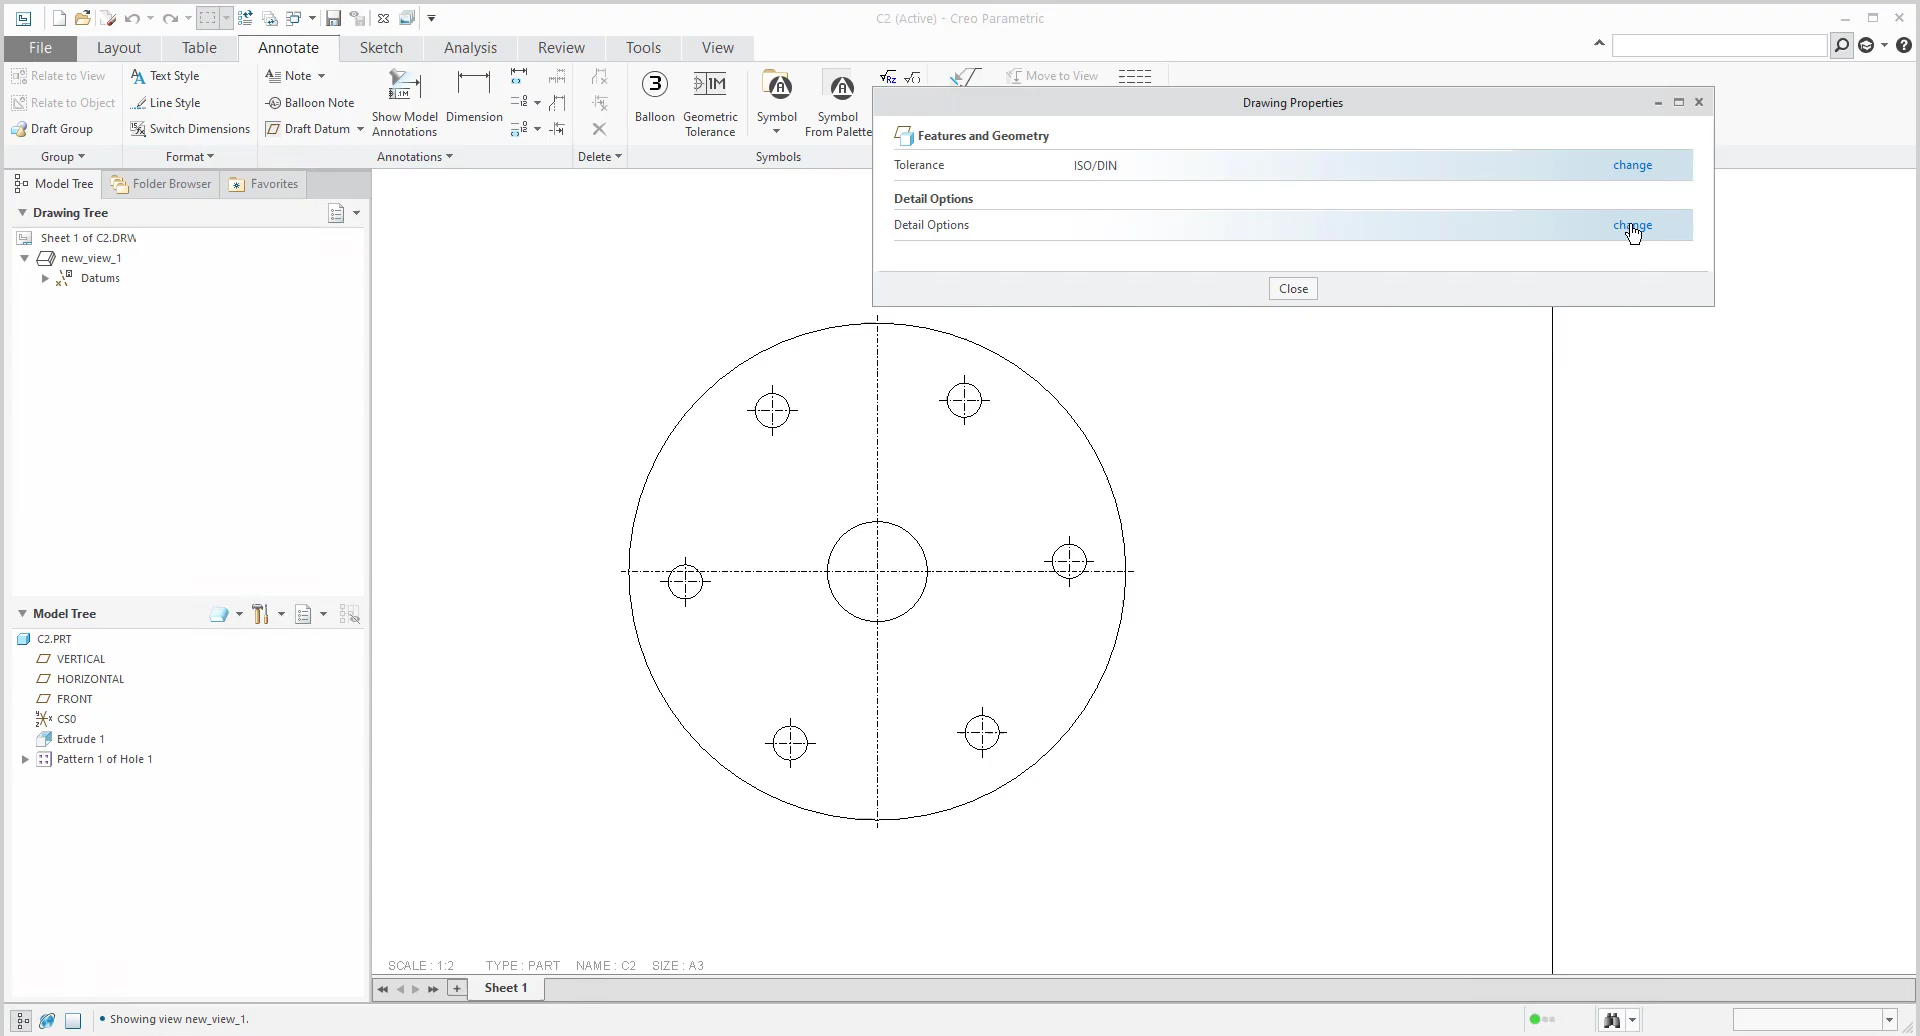 C2 (Active) - Creo Parametric
File
Layout
Table
Annotate
Sketch
Analysis
Review
Tools
View
Relate to View
Relate to Object
Draft Group
Text Style
Line Style
Switch Dimensions
Note
Balloon Note
Draft Datum
Show Model
Annotations
Dimension
3
Balloon
1M
Geometric
Tolerance
Symbol
Symbol
From Palette
Move to View
Group
Format
Annotations
Delete
Symbols
Drawing Properties
Features and Geometry
Tolerance ISO/DIN change
Detail Options
Detail Options change
Close
Model Tree
Folder Browser
Favorites
Drawing Tree
Sheet 1 of C2.DRW
new_view_1
Datums
Model Tree
C2.PRT
VERTICAL
HORIZONTAL
FRONT
CS0
Extrude 1
Pattern 1 of Hole 1
SCALE : 1:2 TYPE : PART NAME : C2 SIZE : A3
Sheet 1
Showing view new_view_1.